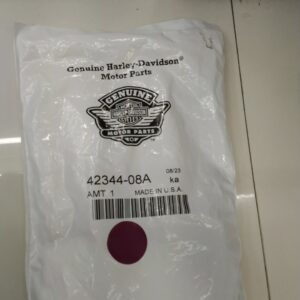 Genuine Harley-Davidson®
Motor Parts
GENUINE
MOTOR PARTS
08/23
42344-08A ka
AMT 1 MADE IN U.S.A.